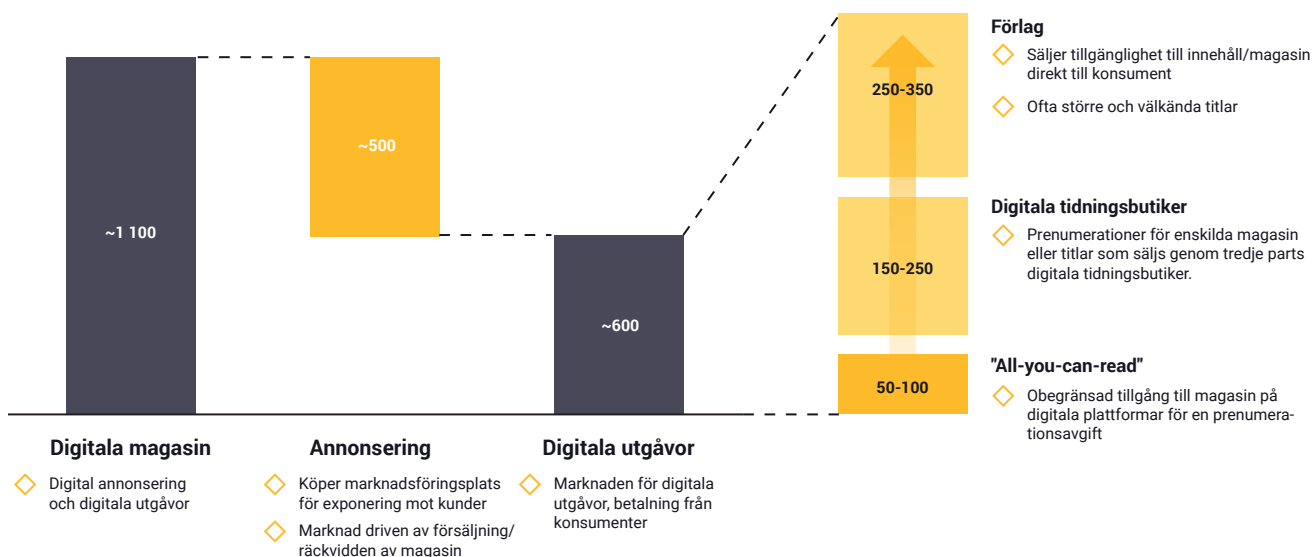 ~1 100
~500
~600
250-350
150-250
50-100
Förlag
Säljer tillgänglighet till innehåll/magasin
direkt till konsument
Ofta större och välkända titlar
Digitala tidningsbutiker
Prenumerationer för enskilda magasin
eller titlar som säljs genom tredje parts
digitala tidningsbutiker.
"All-you-can-read"
Obegränsad tillgång till magasin på
digitala plattformar för en prenumera-
tionsavgift
Digitala magasin
Digital annonsering
och digitala utgåvor
Annonsering
Köper marknadsföringsplats
för exponering mot kunder
Marknad driven av försäljning/
räckvidden av magasin
Digitala utgåvor
Marknaden för digitala
utgåvor, betalning från
konsumenter